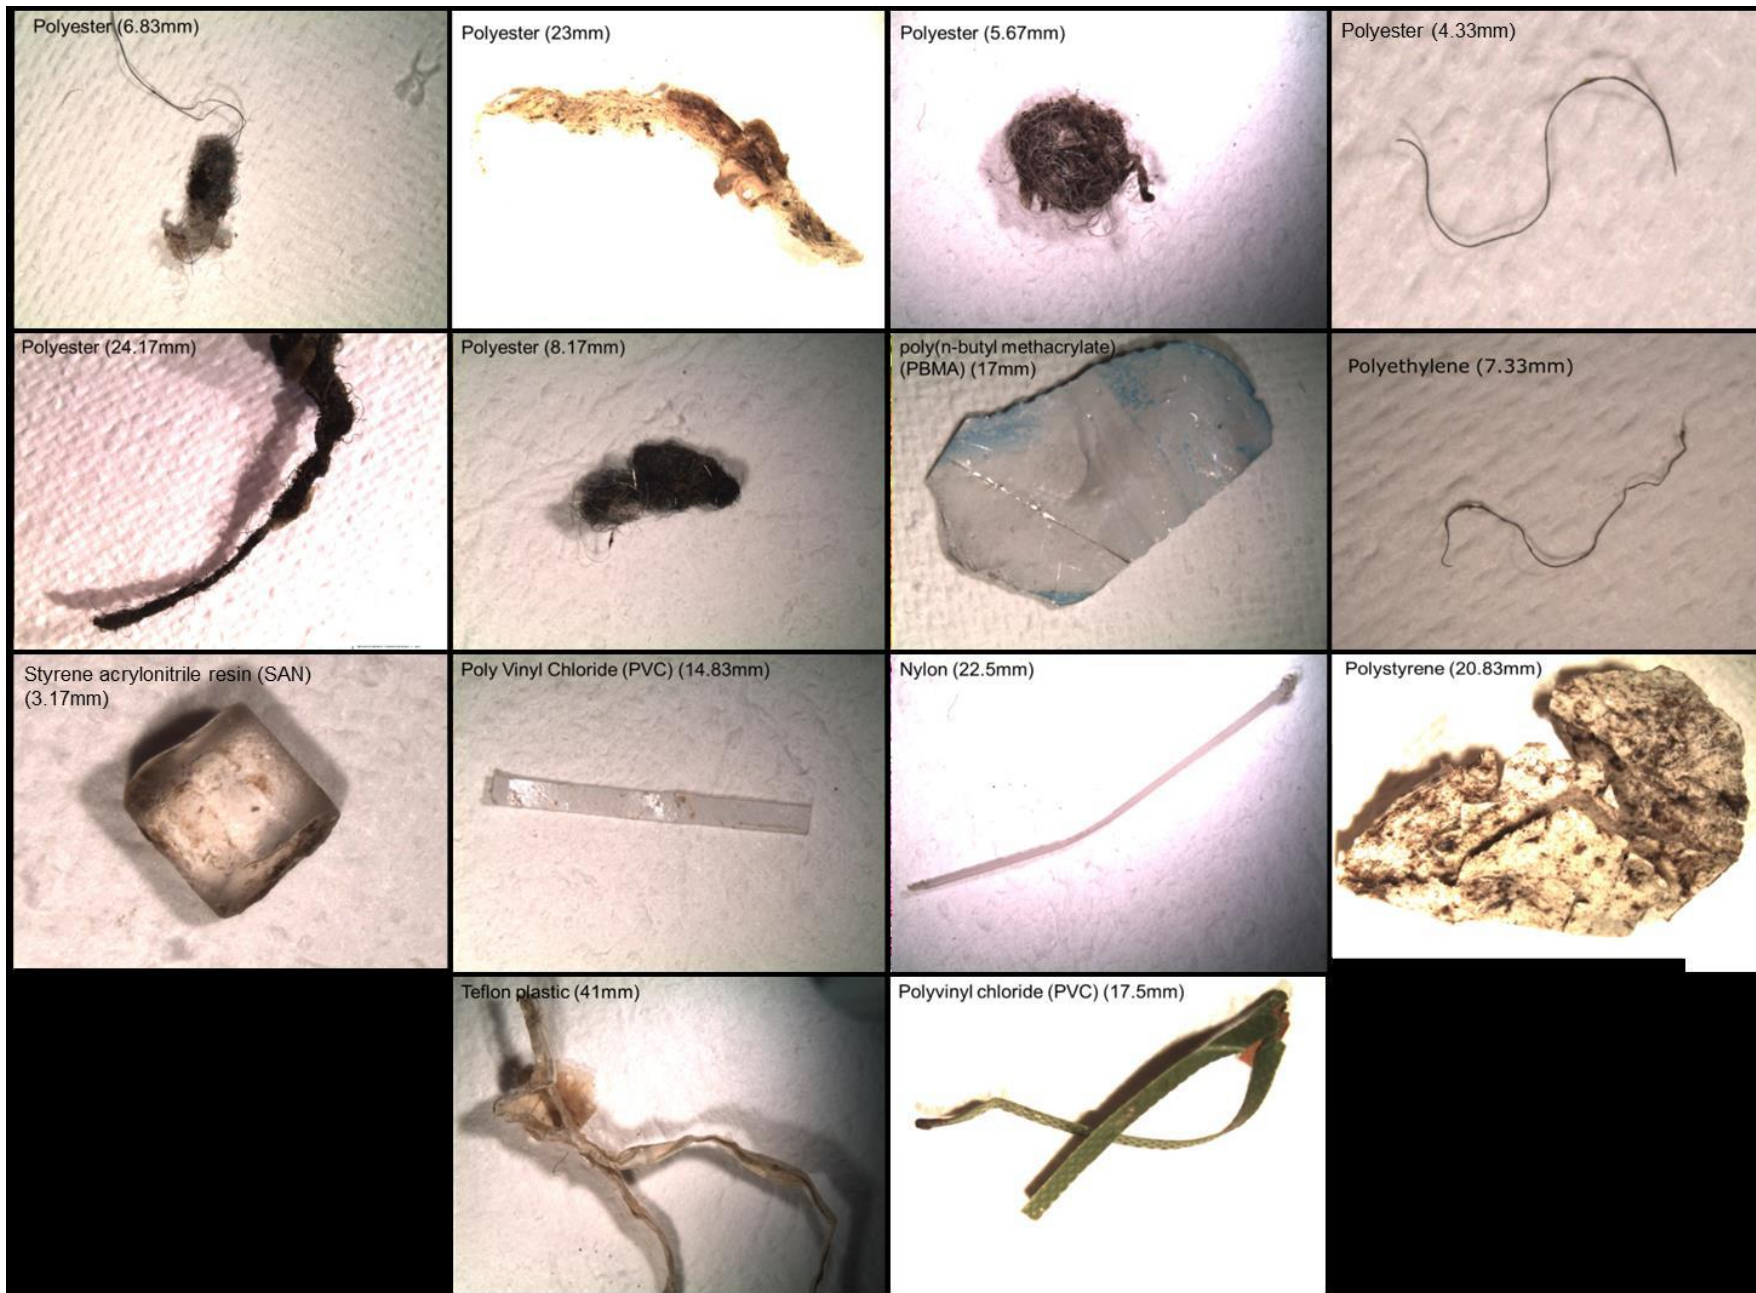 Polyester (6.83mm)
Polyester (23mm)
Polyester (5.67mm)
Polyester (4.33mm)
Polyester (24.17mm)
Polyester (8.17mm)
poly(n-butyl methacrylate)
(PBMA) (17mm)
Polyethylene (7.33mm)
Styrene acrylonitrile resin (SAN)
(3.17mm)
Poly Vinyl Chloride (PVC) (14.83mm)
Nylon (22.5mm)
Polystyrene (20.83mm)
Teflon plastic (41mm)
Polyvinyl chloride (PVC) (17.5mm)